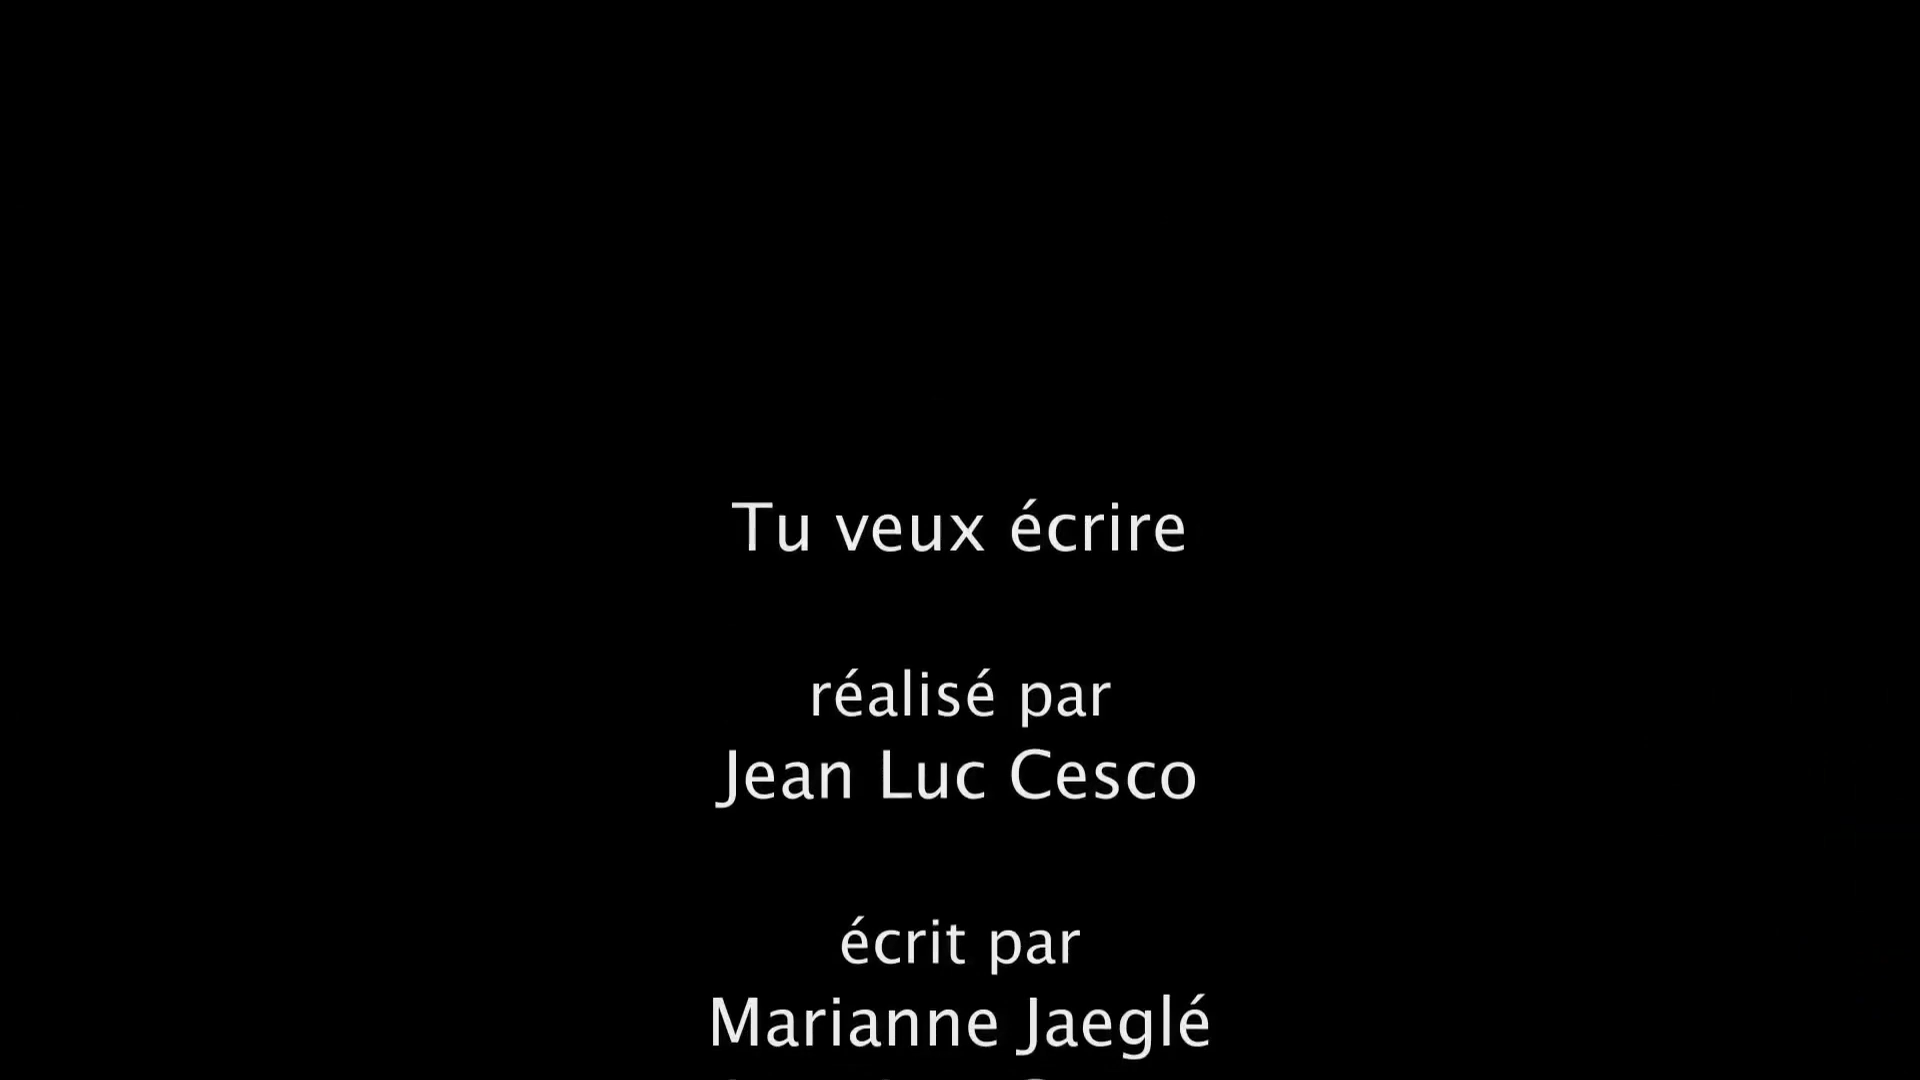 Tu veux écrire
réalisé par
Jean Luc Cesco
écrit par
Marianne Jaeglé